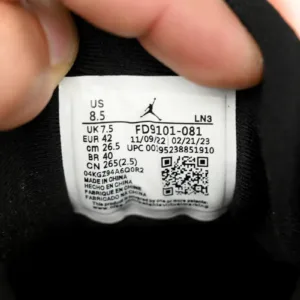 US LN3
8.5
UK 7.5 FD9101-081
EUR 42 11/09/22 02/21/23
cm 26.5 UPC 00195238851910
BR 40
CN 265(2.5)
04KGZ94A6Q0R2
MADE IN CHINA
HECHO EN CHINA
FABRIQUÉ EN CHINE
FABRICADO NA CHINA